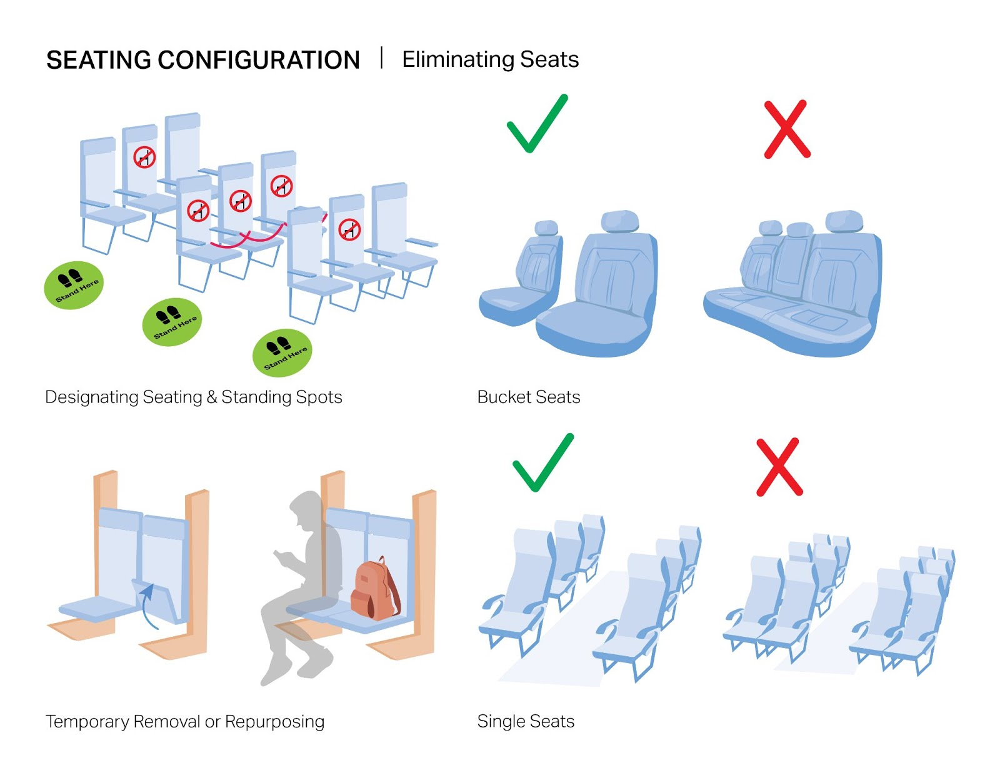 SEATING CONFIGURATION | Eliminating Seats
Stand Here
Stand Here
Stand Here
Designating Seating & Standing Spots
Bucket Seats
Temporary Removal or Repurposing
Single Seats